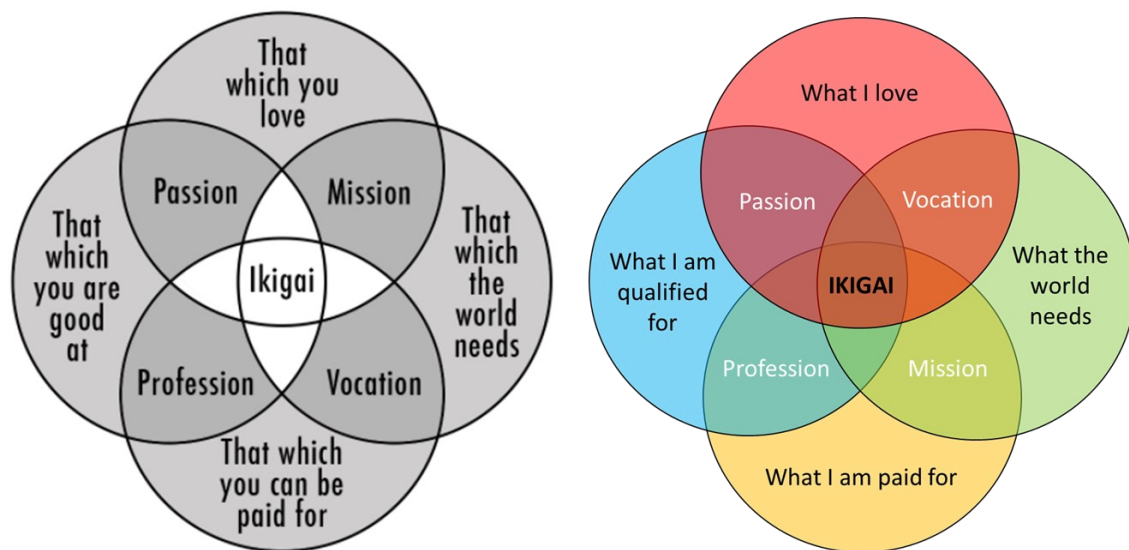 That
which you
love
Passion
Mission
That
which
you are
good
at
Ikigai
That
which
the
world
needs
Profession
Vocation
That which
you can be
paid for
What I love
Passion
Vocation
What I am
qualified
for
IKIGAI
What the
world
needs
Profession
Mission
What I am paid for